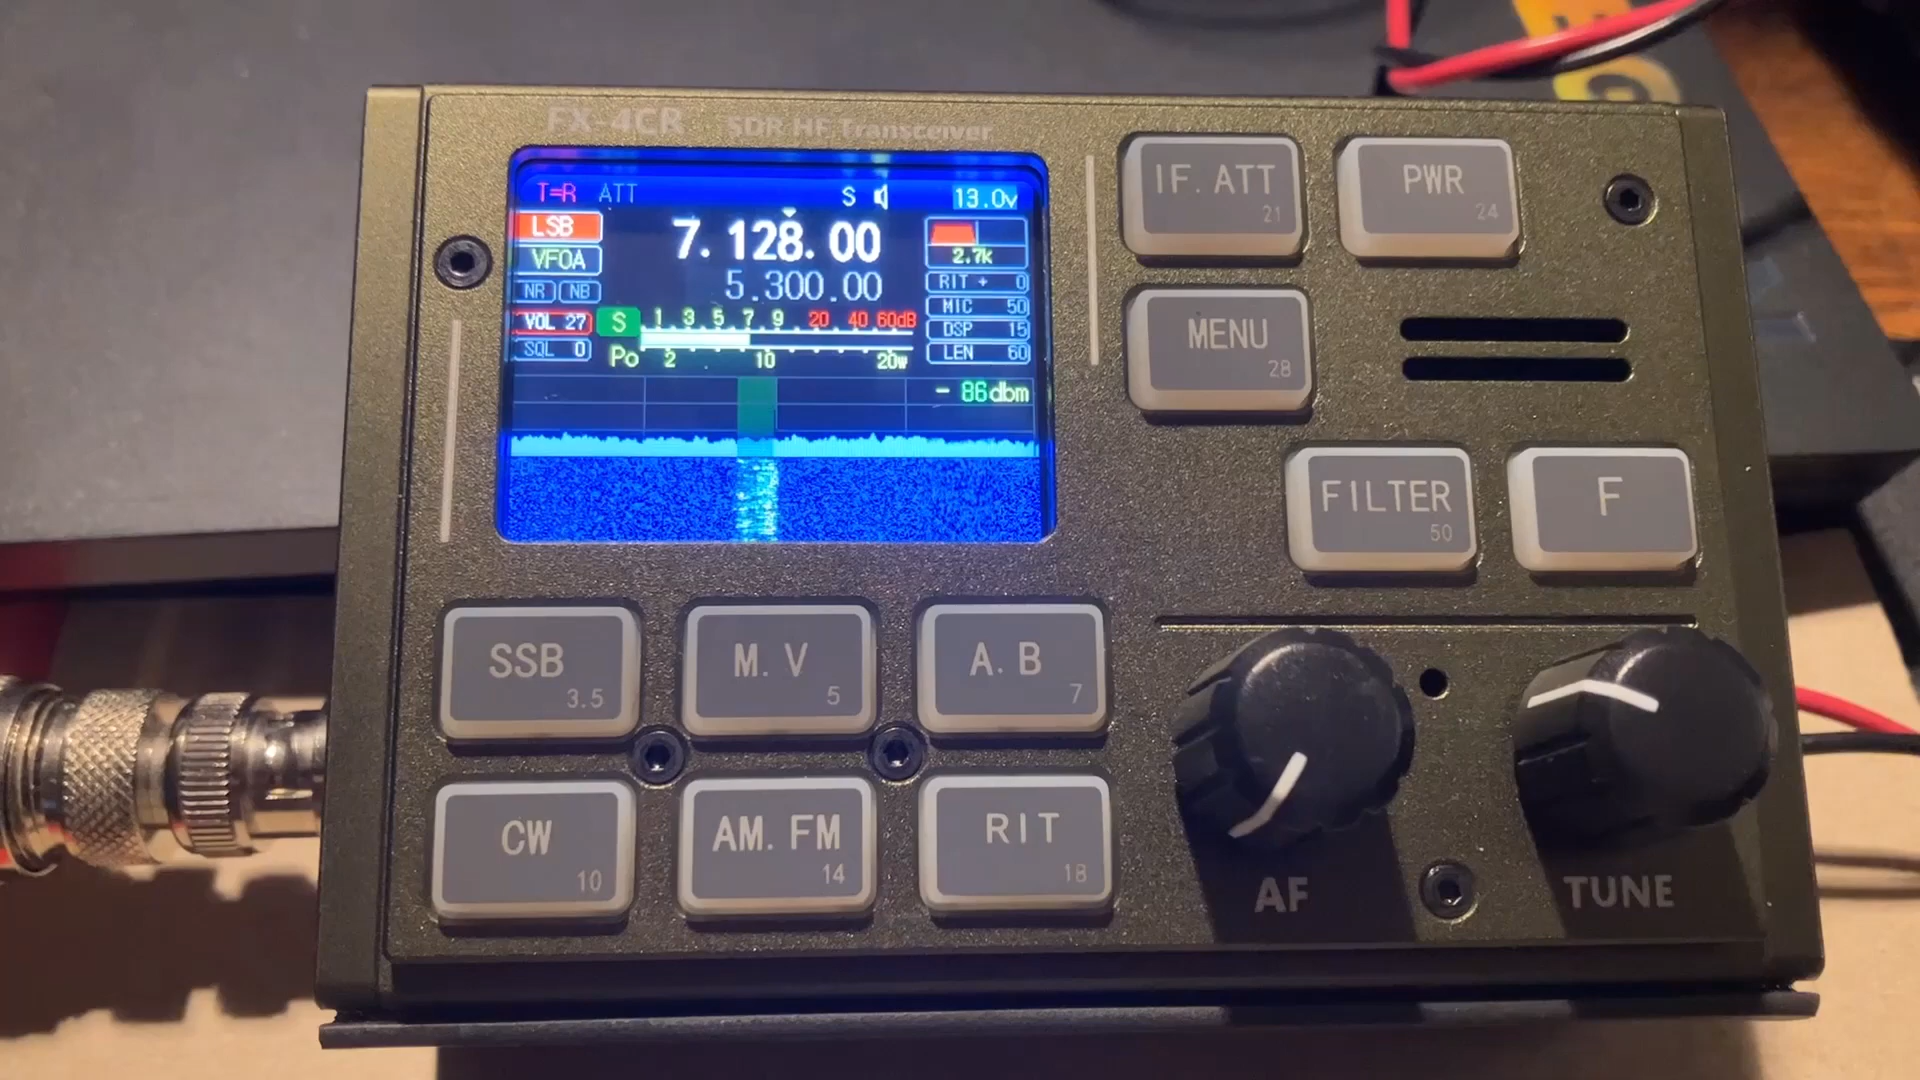 FX-4CR SDR HF Transceiver
T=R ATT S 13.0v
LSB 7.128.00
2.7k
VFOA 5.300.00
NR NB RIT + 0
MIC 50
VOL 27 S 1 3 5 7 9 20 40 60dB
DSP 15
SQL 0 Po 2 10 20w
LEN 60
- 86dbm
IF.ATT
21
PWR
24
MENU
28
FILTER
50
F
SSB
3.5
M.V
5
A.B
7
CW
10
AM.FM
14
RIT
18
AF
TUNE